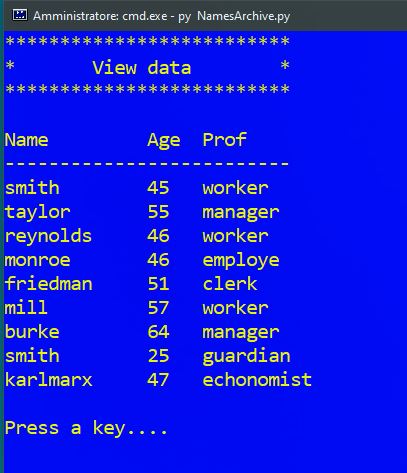 Amministratore: cmd.exe - py  NamesArchive.py
**************************
*       View data        *
**************************
Name         Age  Prof
--------------------------
smith        45   worker
taylor       55   manager
reynolds     46   worker
monroe       46   employe
friedman     51   clerk
mill         57   worker
burke        64   manager
smith        25   guardian
karlmarx     47   echonomist
Press a key....